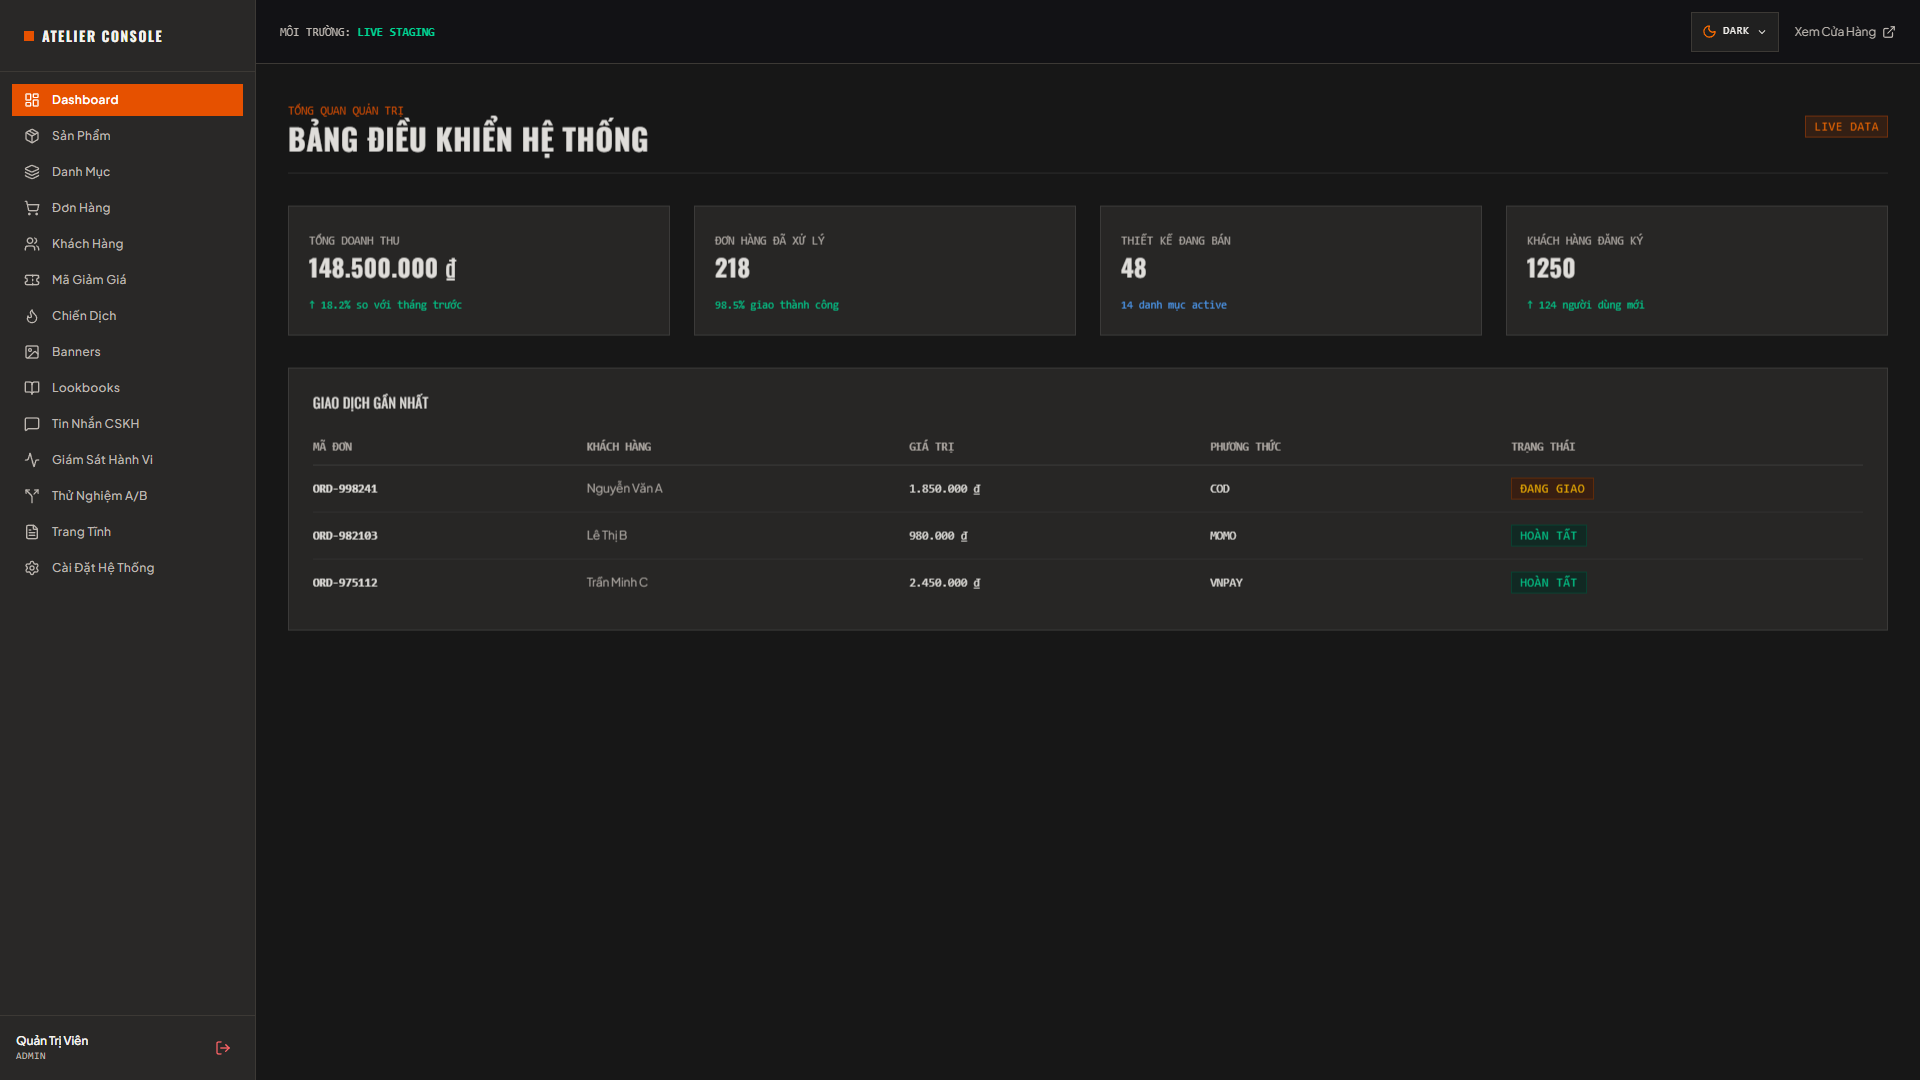 ATELIER CONSOLE
Dashboard
Sản Phẩm
Danh Mục
Đơn Hàng
Khách Hàng
Mã Giảm Giá
Chiến Dịch
Banners
Lookbooks
Tin Nhắn CSKH
Giám Sát Hành Vi
Thử Nghiệm A/B
Trang Tĩnh
Cài Đặt Hệ Thống
Quản Trị Viên
ADMIN
MÔI TRƯỜNG: LIVE STAGING
DARK
Xem Cửa Hàng
TỔNG QUAN QUẢN TRỊ
BẢNG ĐIỀU KHIỂN HỆ THỐNG
LIVE DATA
TỔNG DOANH THU
148.500.000 ₫
↑ 18.2% so với tháng trước
ĐƠN HÀNG ĐÃ XỬ LÝ
218
98.5% giao thành công
THIẾT KẾ ĐANG BÁN
48
14 danh mục active
KHÁCH HÀNG ĐĂNG KÝ
1250
↑ 124 người dùng mới
GIAO DỊCH GẦN NHẤT
MÃ ĐƠN KHÁCH HÀNG GIÁ TRỊ PHƯƠNG THỨC TRẠNG THÁI
ORD-998241 Nguyễn Văn A 1.850.000 ₫ COD ĐANG GIAO
ORD-982103 Lê Thị B 980.000 ₫ MOMO HOÀN TẤT
ORD-975112 Trần Minh C 2.450.000 ₫ VNPAY HOÀN TẤT